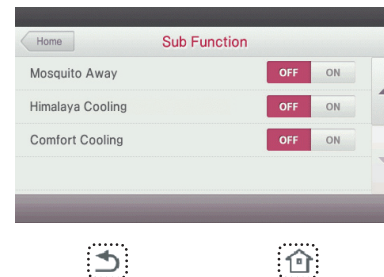 Home Sub Function
Mosquito Away OFF ON
Himalaya Cooling OFF ON
Comfort Cooling OFF ON